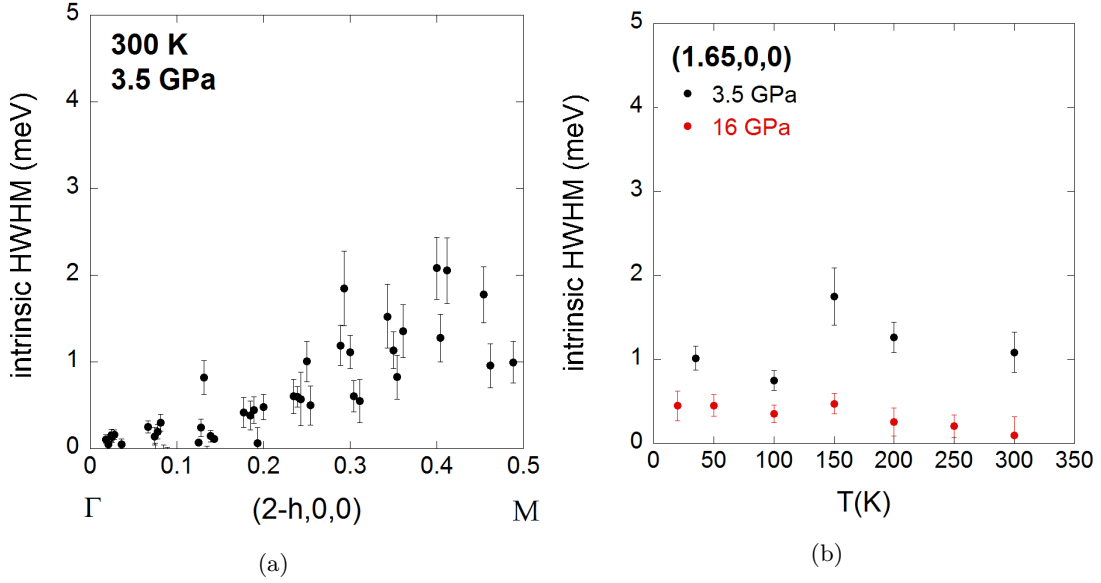 300 K
3.5 GPa
intrinsic HWHM (meV)
5
4
3
2
1
0
0
0.1
0.2
0.3
0.4
0.5
Γ
(2-h,0,0)
M
(a)
(1.65,0,0)
3.5 GPa
16 GPa
intrinsic HWHM (meV)
5
4
3
2
1
0
0
50
100
150
200
250
300
350
T(K)
(b)